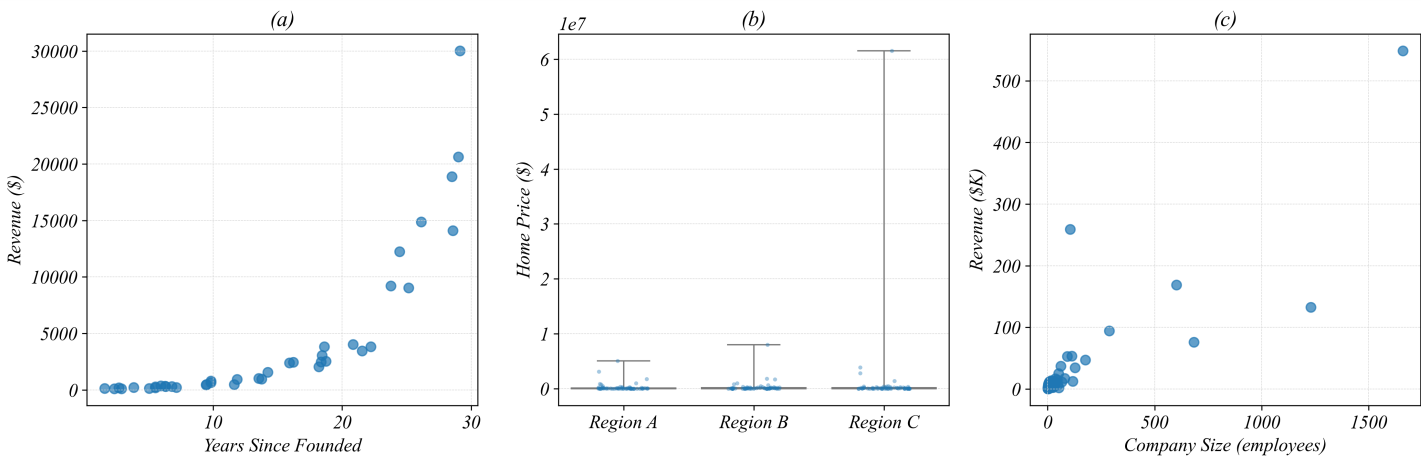 (a)
Revenue ($)
30000
25000
20000
15000
10000
5000
0
10
20
30
Years Since Founded
(b)
1e7
Home Price ($)
6
5
4
3
2
1
0
Region A
Region B
Region C
(c)
Revenue ($K)
500
400
300
200
100
0
0
500
1000
1500
Company Size (employees)